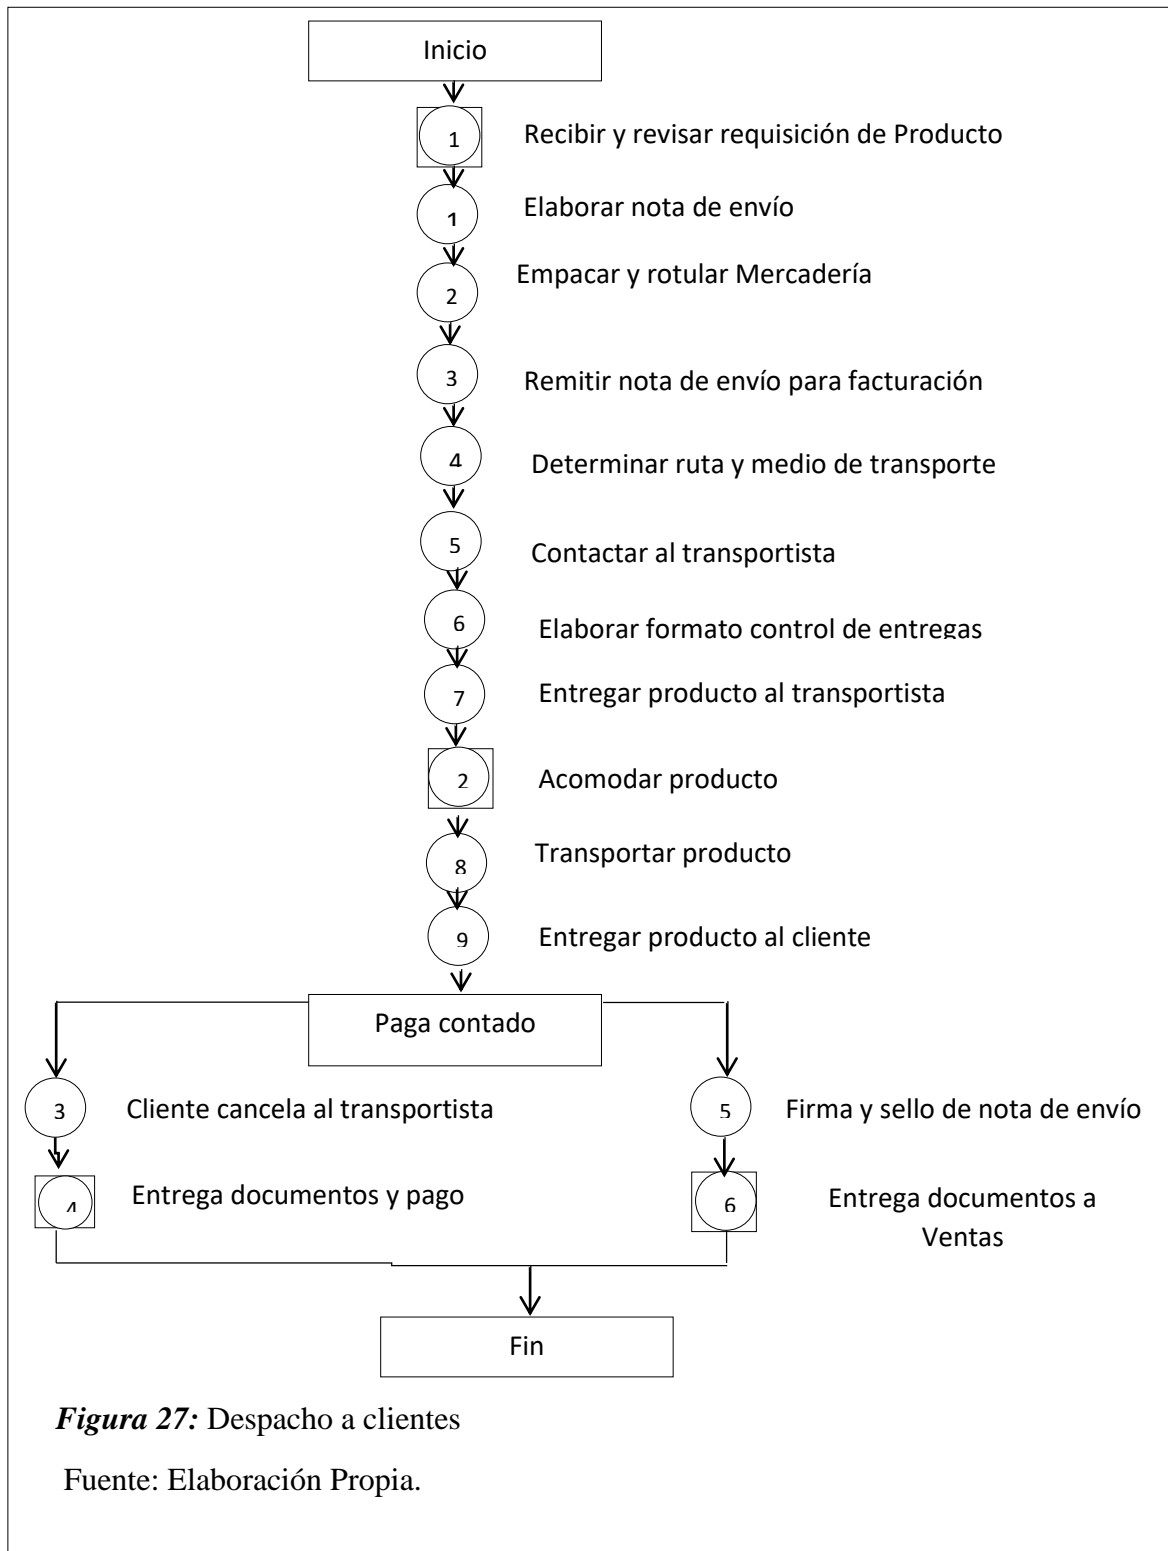 Inicio
1 Recibir y revisar requisición de Producto
1 Elaborar nota de envío
2 Empacar y rotular Mercadería
3 Remitir nota de envío para facturación
4 Determinar ruta y medio de transporte
5 Contactar al transportista
6 Elaborar formato control de entregas
7 Entregar producto al transportista
2 Acomodar producto
8 Transportar producto
9 Entregar producto al cliente
Paga contado
3 Cliente cancela al transportista
4 Entrega documentos y pago
5 Firma y sello de nota de envío
6 Entrega documentos a
Ventas
Fin
Figura 27: Despacho a clientes
Fuente: Elaboración Propia.